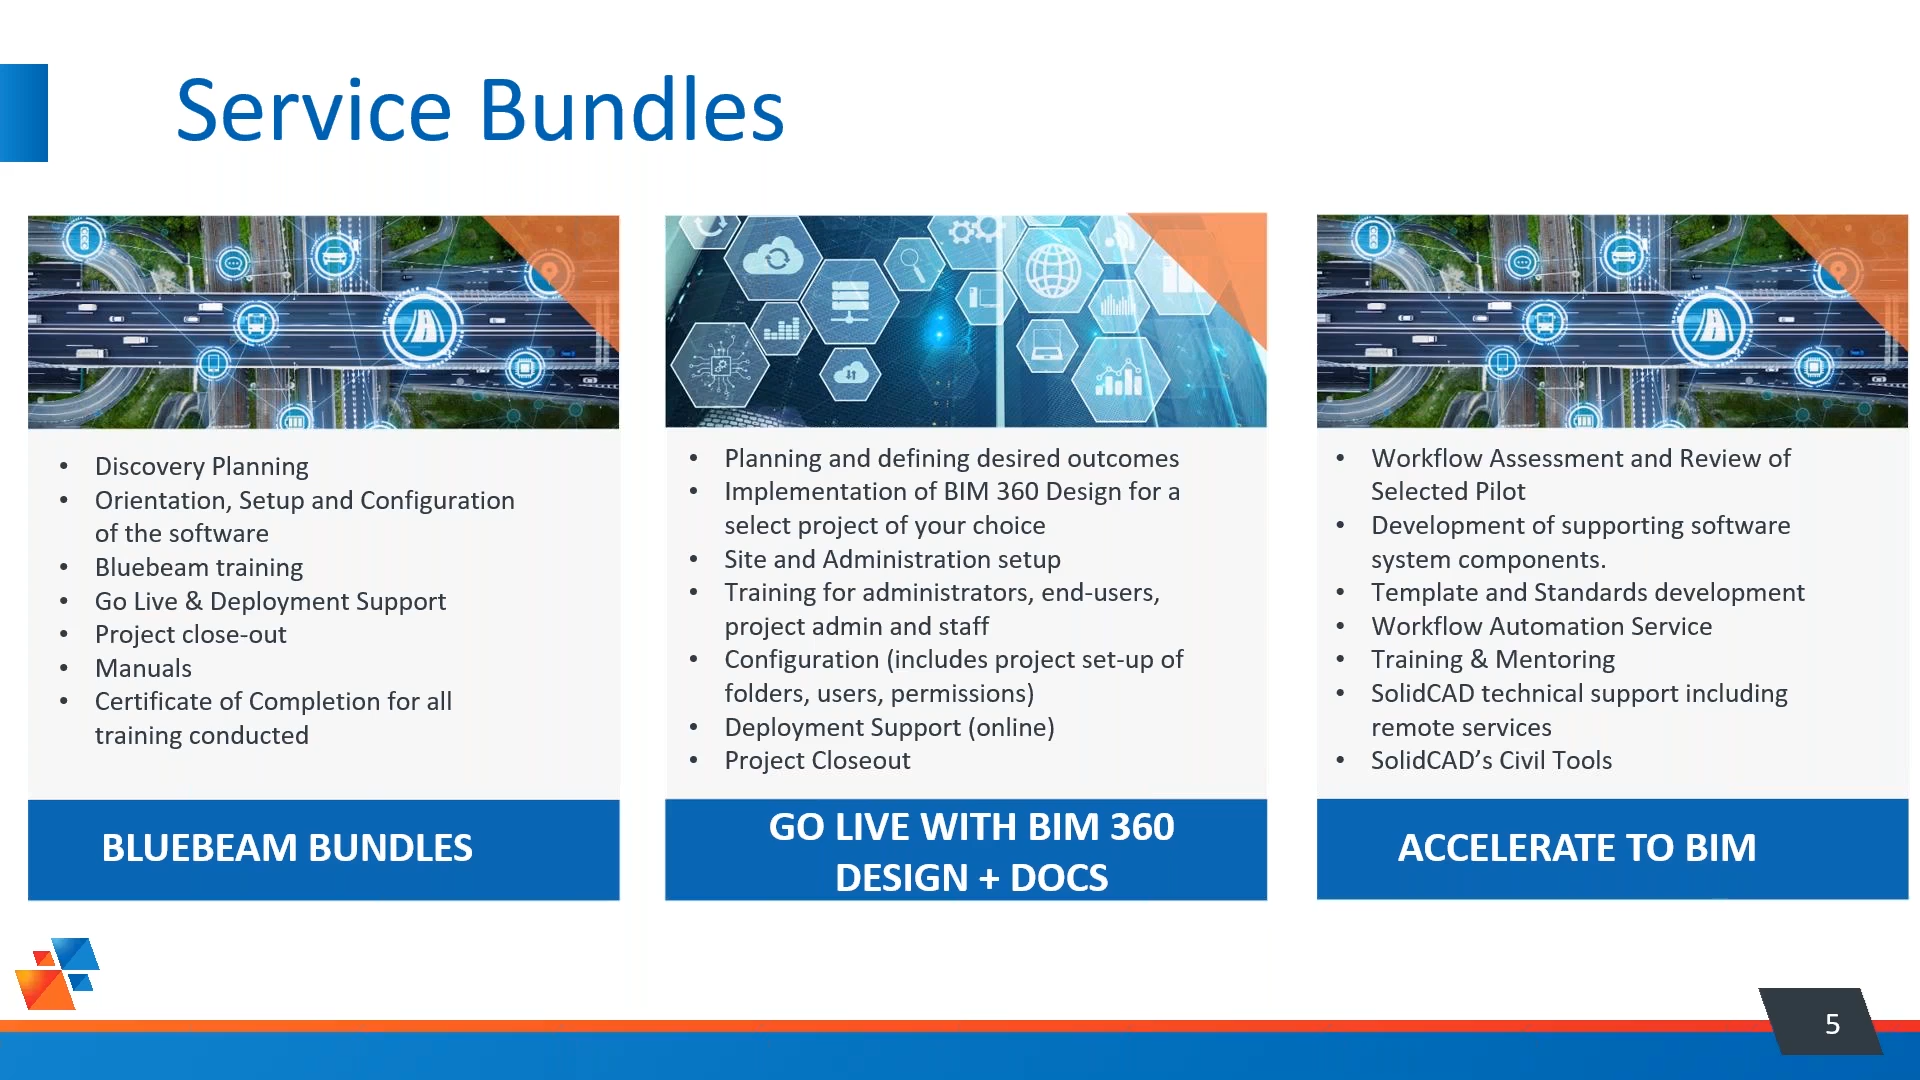 Service Bundles
• Discovery Planning
• Orientation, Setup and Configuration
of the software
• Bluebeam training
• Go Live & Deployment Support
• Project close-out
• Manuals
• Certificate of Completion for all
training conducted
BLUEBEAM BUNDLES
• Planning and defining desired outcomes
• Implementation of BIM 360 Design for a
select project of your choice
• Site and Administration setup
• Training for administrators, end-users,
project admin and staff
• Configuration (includes project set-up of
folders, users, permissions)
• Deployment Support (online)
• Project Closeout
GO LIVE WITH BIM 360
DESIGN + DOCS
• Workflow Assessment and Review of
Selected Pilot
• Development of supporting software
system components.
• Template and Standards development
• Workflow Automation Service
• Training & Mentoring
• SolidCAD technical support including
remote services
• SolidCAD’s Civil Tools
ACCELERATE TO BIM
5